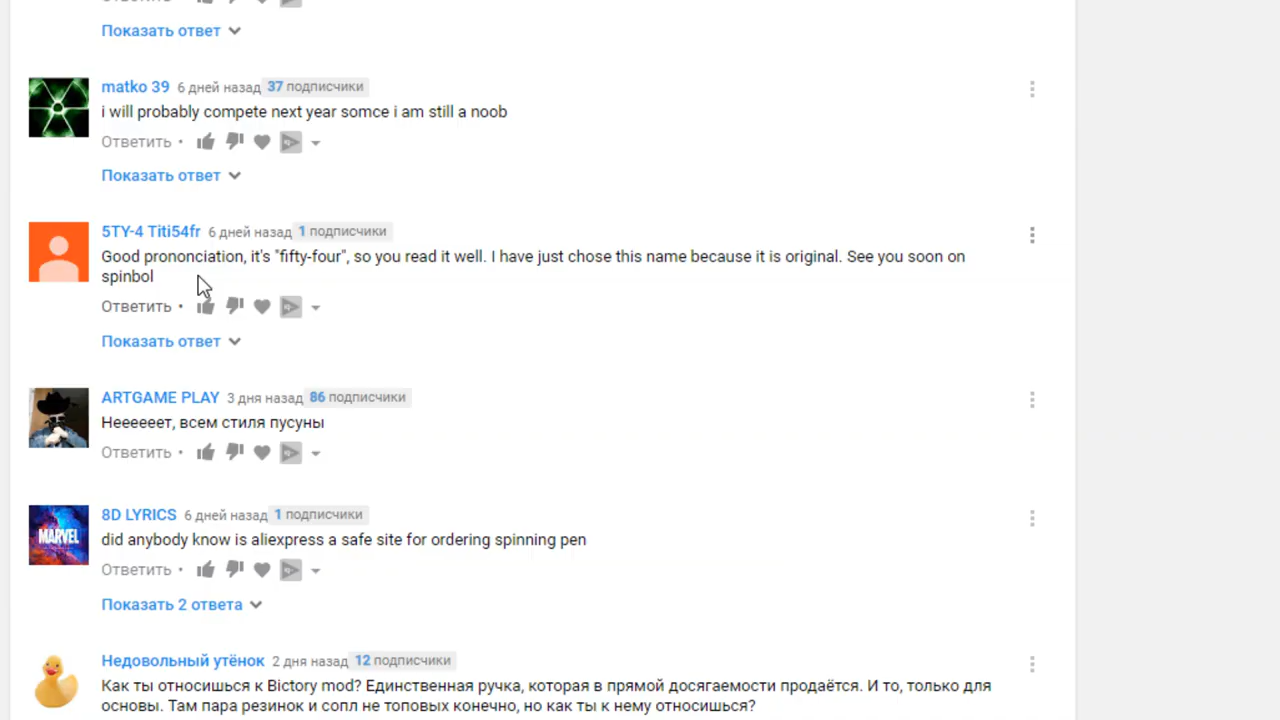 Показать ответ
matko 39 6 дней назад 37 подписчики
i will probably compete next year somce i am still a noob
Ответить •
Показать ответ
5TY-4 Titi54fr 6 дней назад 1 подписчики
Good prononciation, it's "fifty-four", so you read it well. I have just chose this name because it is original. See you soon on
spinbol
Ответить •
Показать ответ
ARTGAME PLAY 3 дня назад 86 подписчики
Неееееет, всем стиля пусуны
Ответить •
8D LYRICS 6 дней назад 1 подписчики
MARVEL
did anybody know is aliexpress a safe site for ordering spinning pen
Ответить •
Показать 2 ответа
Недовольный утёнок 2 дня назад 12 подписчики
Как ты относишься к Bictory mod? Единственная ручка, которая в прямой досягаемости продаётся. И то, только для
основы. Там пара резинок и сопл не топовых конечно, но как ты к нему относишься?